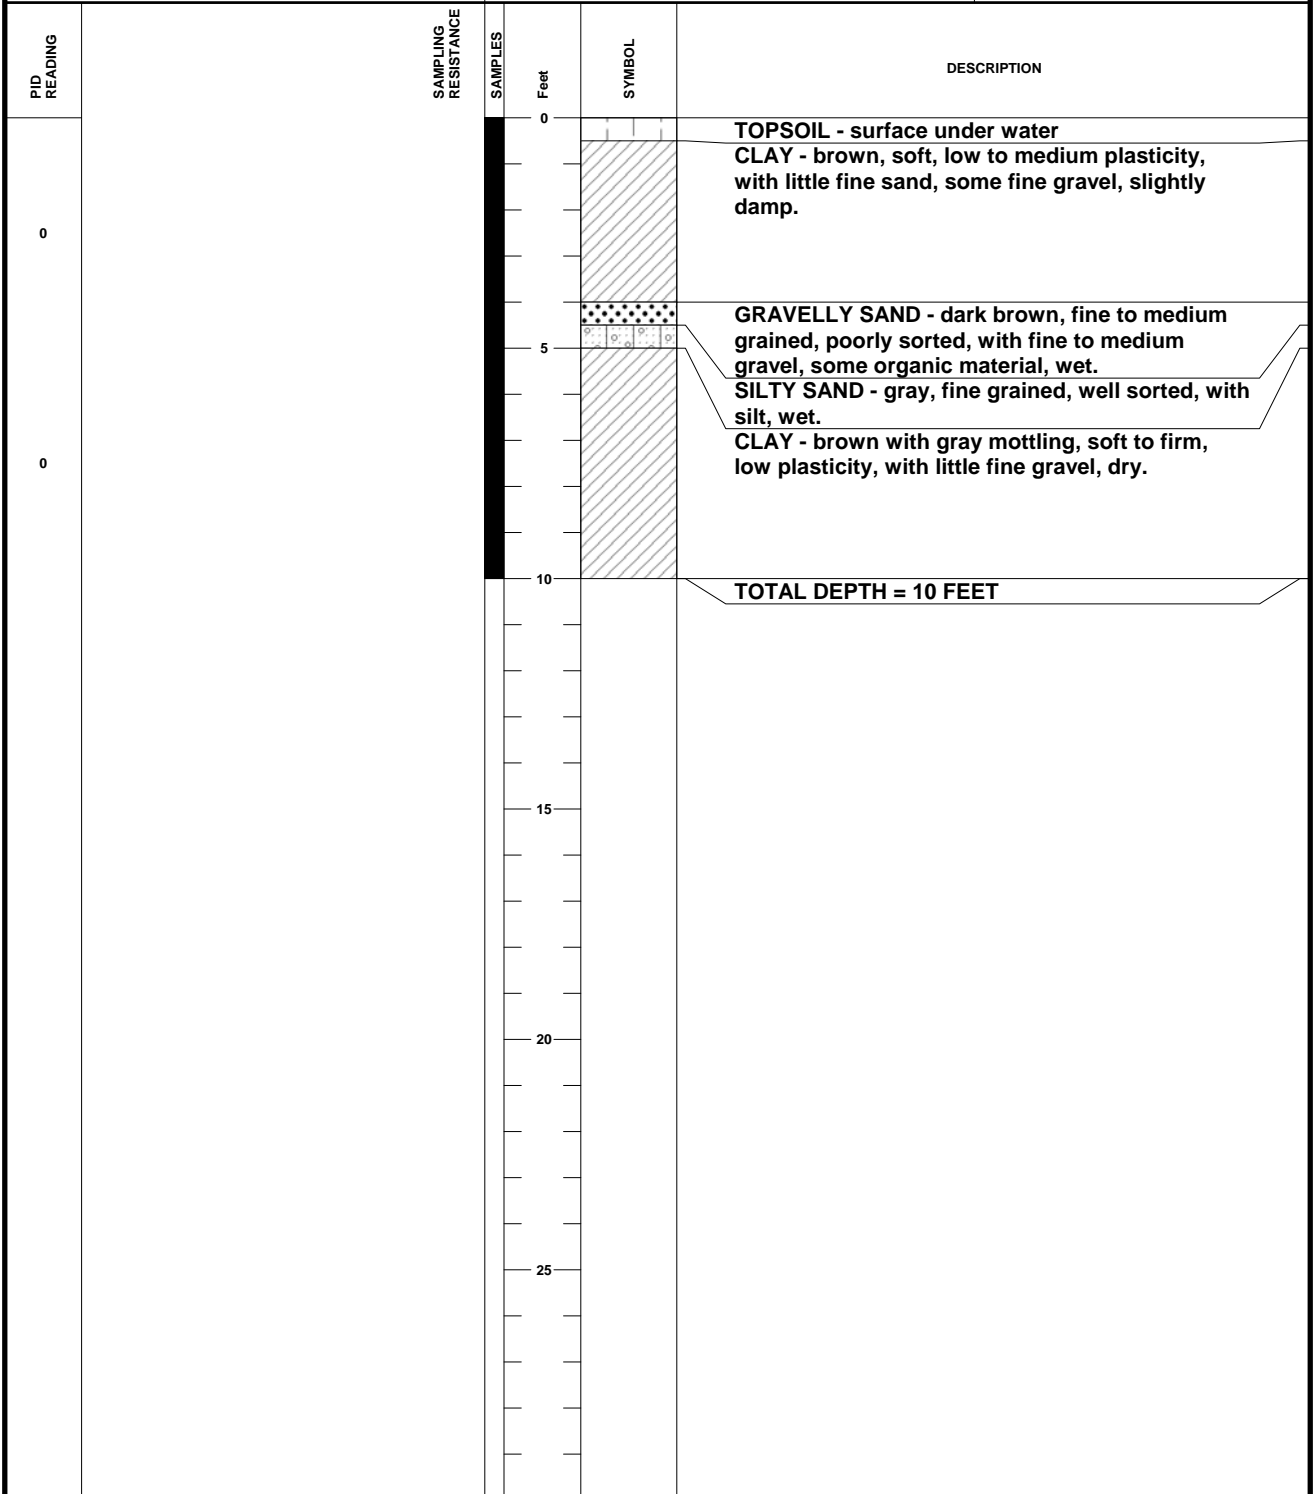 PID
READING
SAMPLING
RESISTANCE
SAMPLES
Feet
SYMBOL
DESCRIPTION
0
TOPSOIL - surface under water
CLAY - brown, soft, low to medium plasticity,
with little fine sand, some fine gravel, slightly
damp.
0
GRAVELLY SAND - dark brown, fine to medium
grained, poorly sorted, with fine to medium
gravel, some organic material, wet.
5
SILTY SAND - gray, fine grained, well sorted, with
silt, wet.
CLAY - brown with gray mottling, soft to firm,
low plasticity, with little fine gravel, dry.
0
10
TOTAL DEPTH = 10 FEET
15
20
25